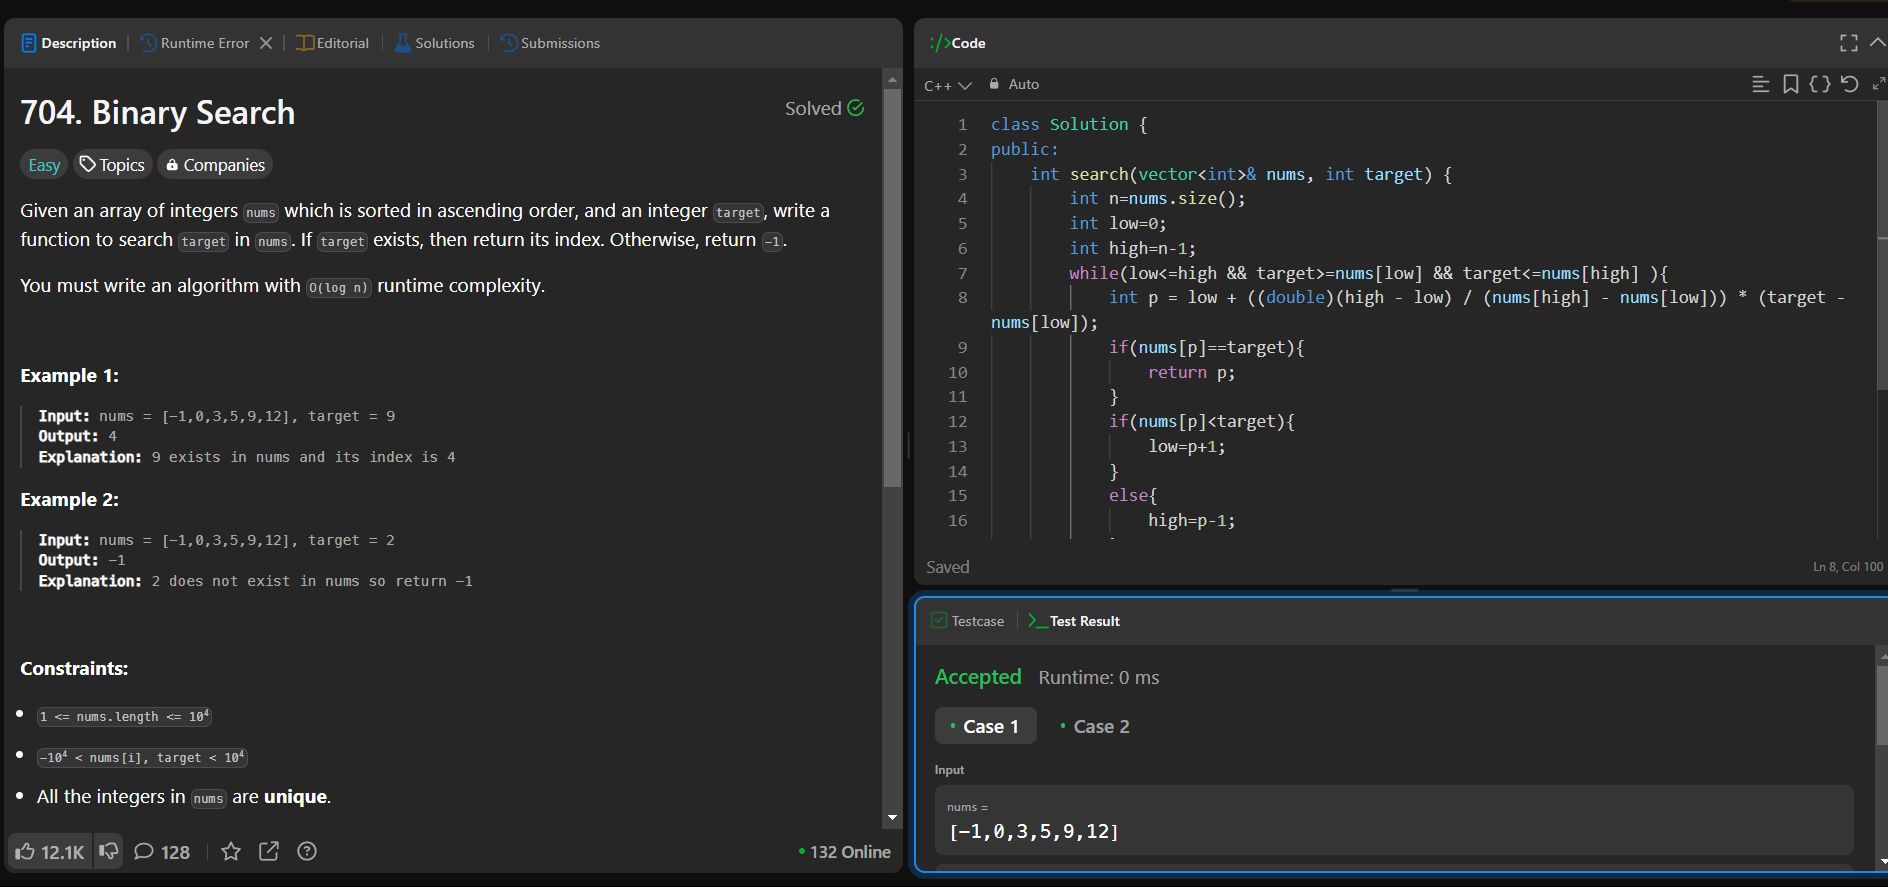 Description
Runtime Error
Editorial
Solutions
Submissions
704. Binary Search
Solved
Easy
Topics
Companies
Given an array of integers nums which is sorted in ascending order, and an integer target, write a
function to search target in nums. If target exists, then return its index. Otherwise, return -1.
You must write an algorithm with O(log n) runtime complexity.
Example 1:
Input: nums = [-1,0,3,5,9,12], target = 9
Output: 4
Explanation: 9 exists in nums and its index is 4
Example 2:
Input: nums = [-1,0,3,5,9,12], target = 2
Output: -1
Explanation: 2 does not exist in nums so return -1
Constraints:
1 <= nums.length <= 10⁴
-10⁴ < nums[i], target < 10⁴
All the integers in nums are unique.
12.1K
128
132 Online
</>Code
C++
Auto
1 class Solution {
2 public:
3 int search(vector<int>& nums, int target) {
4 int n=nums.size();
5 int low=0;
6 int high=n-1;
7 while(low<=high && target>=nums[low] && target<=nums[high] ){
8 int p = low + ((double)(high - low) / (nums[high] - nums[low])) * (target -
nums[low]);
9 if(nums[p]==target){
10 return p;
11 }
12 if(nums[p]<target){
13 low=p+1;
14 }
15 else{
16 high=p-1;
Saved
Ln 8, Col 100
Testcase
>_Test Result
Accepted
Runtime: 0 ms
Case 1
Case 2
Input
nums =
[-1,0,3,5,9,12]